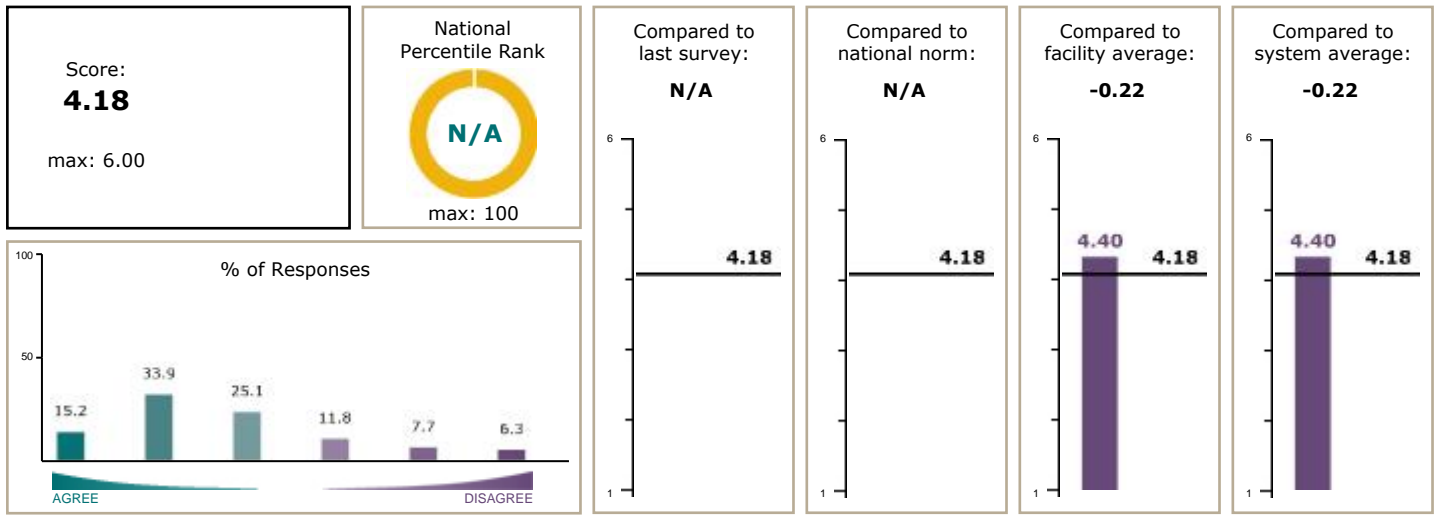 Score:
4.18
max: 6.00
National
Percentile Rank
N/A
max: 100
% of Responses
100
50
15.2
33.9
25.1
11.8
7.7
6.3
AGREE
DISAGREE
Compared to
last survey:
N/A
6
4.18
1
Compared to
national norm:
N/A
6
4.18
1
Compared to
facility average:
-0.22
6
4.40
4.18
1
Compared to
system average:
-0.22
6
4.40
4.18
1